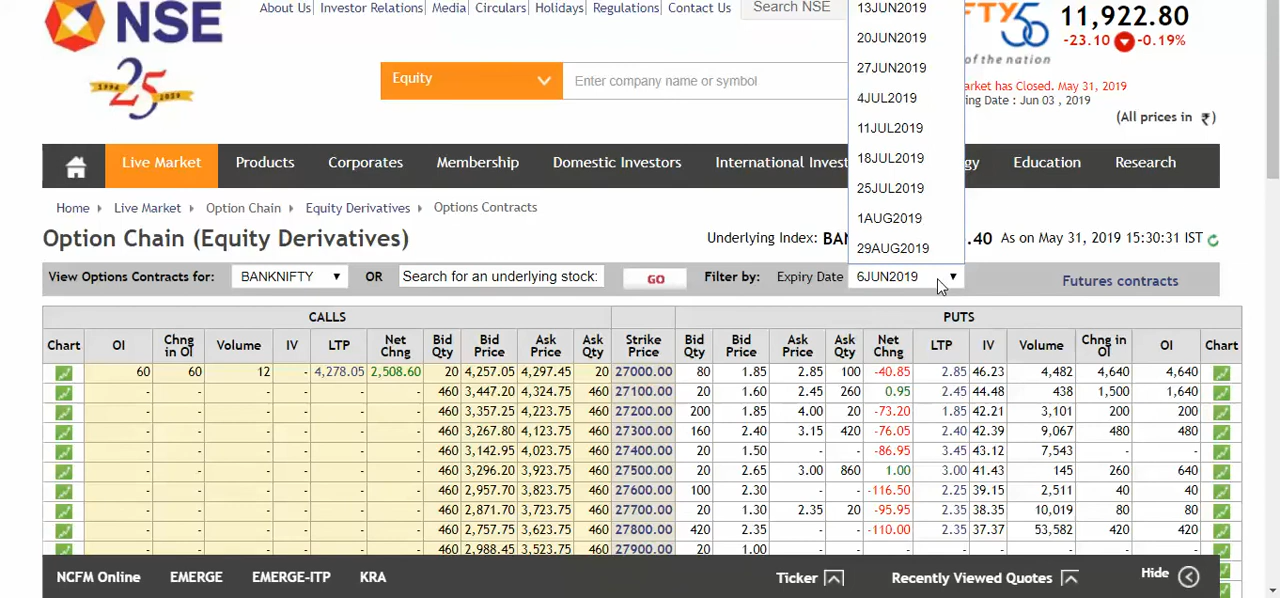 NSE
1994 25 2019
About Us Investor Relations Media Circulars Holidays Regulations Contact Us Search NSE
Equity Enter company name or symbol
FTY 50
of the nation
11,922.80
-23.10 -0.19%
arket has Closed. May 31, 2019
ing Date : Jun 03 , 2019
(All prices in ₹)
Live Market Products Corporates Membership Domestic Investors International Invest gy Education Research
Home Live Market Option Chain Equity Derivatives Options Contracts
Option Chain (Equity Derivatives)
Underlying Index: BAN .40 As on May 31, 2019 15:30:31 IST
13JUN2019
20JUN2019
27JUN2019
4JUL2019
11JUL2019
18JUL2019
25JUL2019
1AUG2019
29AUG2019
View Options Contracts for: BANKNIFTY OR Search for an underlying stock: GO Filter by: Expiry Date 6JUN2019 Futures contracts
CALLS PUTS
Chart OI Chng in OI Volume IV LTP Net Chng Bid Qty Bid Price Ask Price Ask Qty Strike Price Bid Qty Bid Price Ask Price Ask Qty Net Chng LTP IV Volume Chng in OI OI Chart
60 60 12 - 4,278.05 2,508.60 20 4,257.05 4,297.45 20 27000.00 80 1.85 2.85 100 -40.85 2.85 46.23 4,482 4,640 4,640
- - - - - - 460 3,447.20 4,324.75 460 27100.00 20 1.60 2.45 260 0.95 2.45 44.48 438 1,500 1,640
- - - - - - 460 3,357.25 4,223.75 460 27200.00 200 1.85 4.00 20 -73.20 1.85 42.21 3,101 200 200
- - - - - - 460 3,267.80 4,123.75 460 27300.00 160 2.40 3.15 420 -76.05 2.40 42.39 9,067 480 480
- - - - - - 460 3,142.95 4,023.75 460 27400.00 20 1.50 - - -86.95 3.45 43.12 7,543 - -
- - - - - - 460 3,296.20 3,923.75 460 27500.00 20 2.65 3.00 860 1.00 3.00 41.43 145 260 640
- - - - - - 460 2,957.70 3,823.75 460 27600.00 100 2.30 - - -116.50 2.25 39.15 2,511 40 40
- - - - - - 460 2,871.70 3,723.75 460 27700.00 20 1.30 2.35 20 -95.95 2.35 38.35 10,019 80 80
- - - - - - 460 2,757.75 3,623.75 460 27800.00 420 2.35 - - -110.00 2.35 37.37 53,582 420 420
- - - - - - 460 2,988.45 3,523.75 460 27900.00 20 1.00 - - - - - - - -
NCFM Online EMERGE EMERGE-ITP KRA Ticker Recently Viewed Quotes Hide